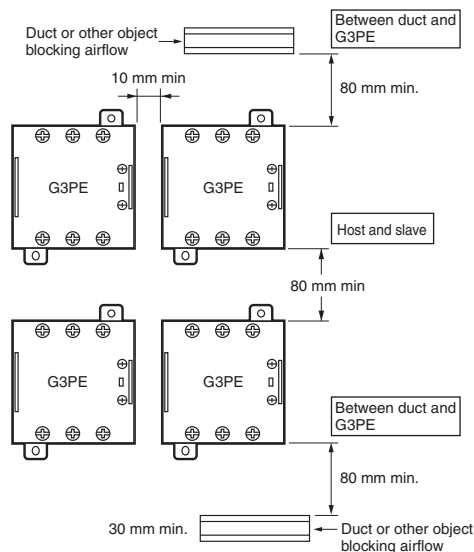 Duct or other object
blocking airflow
Between duct and
G3PE
10 mm min
80 mm min.
G3PE
G3PE
Host and slave
80 mm min
G3PE
G3PE
Between duct and
G3PE
80 mm min.
30 mm min.
Duct or other object
blocking airflow